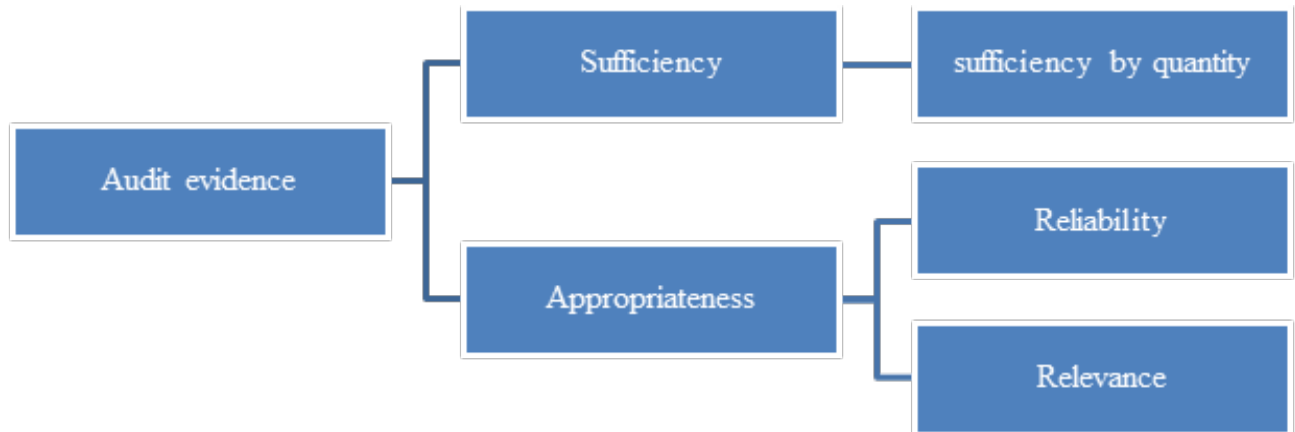 Sufficiency
sufficiency by quantity
Audit evidence
Reliability
Appropriateness
Relevance